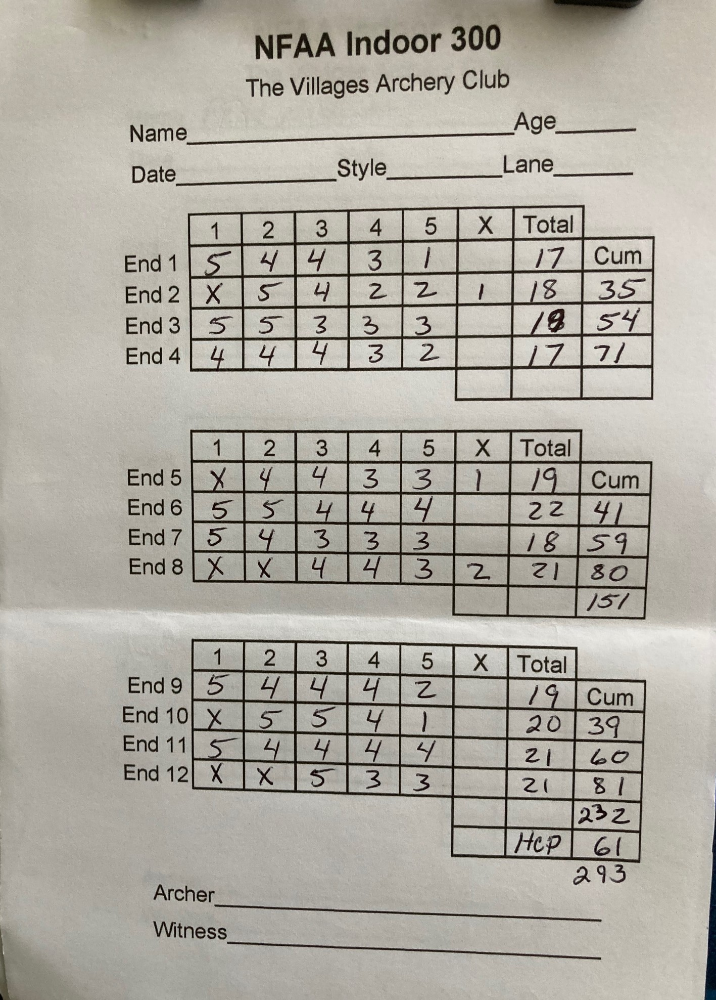 NFAA Indoor 300
The Villages Archery Club
Name Age
Date Style Lane
1 2 3 4 5 X Total
End 1 5 4 4 3 1 17 Cum
End 2 X 5 4 2 2 1 18 35
End 3 5 5 3 3 3 19 54
End 4 4 4 4 3 2 17 71
1 2 3 4 5 X Total
End 5 X 4 4 3 3 1 19 Cum
End 6 5 5 4 4 4 22 41
End 7 5 4 3 3 3 18 59
End 8 X X 4 4 3 2 21 80
151
1 2 3 4 5 X Total
End 9 5 4 4 4 2 19 Cum
End 10 X 5 5 4 1 20 39
End 11 5 4 4 4 4 21 60
End 12 X X 5 3 3 21 81
232
HCP 61
293
Archer
Witness